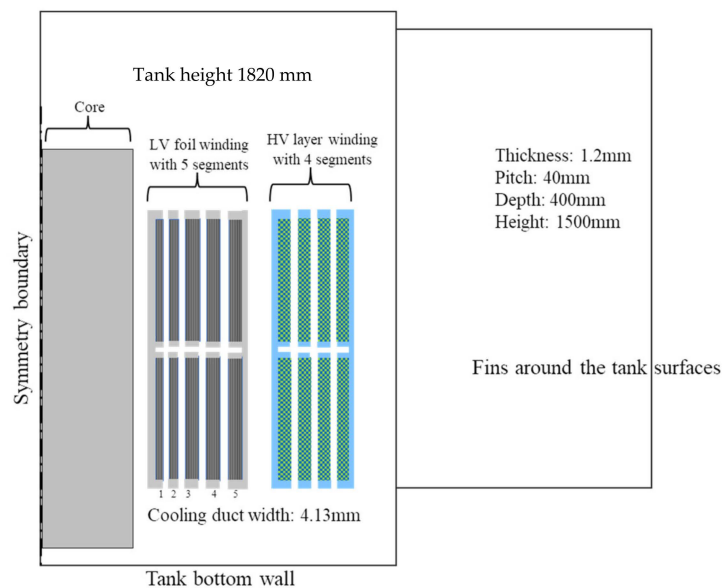 Tank height 1820 mm
Core
LV foil winding
with 5 segments
HV layer winding
with 4 segments
Thickness: 1.2mm
Pitch: 40mm
Depth: 400mm
Height: 1500mm
Symmetry boundary
Fins around the tank surfaces
1 2 3 4 5
Cooling duct width: 4.13mm
Tank bottom wall